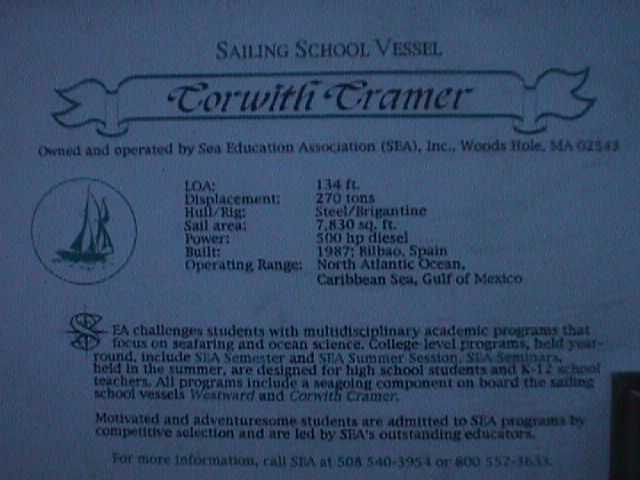 SAILING SCHOOL VESSEL
Corwith Cramer
Owned and operated by Sea Education Association (SEA), Inc., Woods Hole, MA 02543
LOA: 134 ft.
Displacement: 270 tons
Hull/Rig: Steel/Brigantine
Sail area: 7,830 sq. ft.
Power: 500 hp diesel
Built: 1987; Bilbao, Spain
Operating Range: North Atlantic Ocean,
Caribbean Sea, Gulf of Mexico
SEA challenges students with multidisciplinary academic programs that
focus on seafaring and ocean science. College level programs, held year-
round, include SEA Semester and SEA Summer Session. SEA Seminars,
held in the summer, are designed for high school students and K-12 school
teachers. All programs include a seagoing component on board the sailing
school vessels Westward and Corwith Cramer.
Motivated and adventuresome students are admitted to SEA programs by
competitive selection and are led by SEA's outstanding educators.
For more information, call SEA at 508 540-3954 or 800 552-3633.